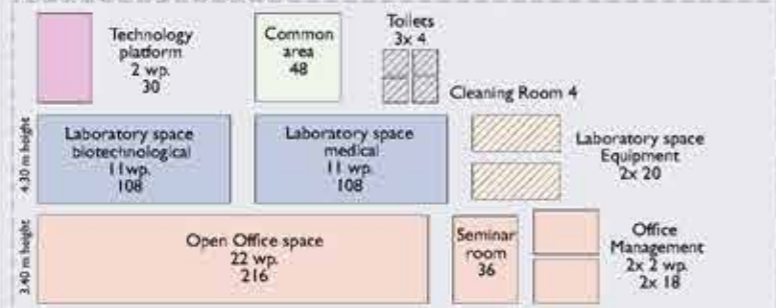 Technology
platform
2 wp.
30
Common
area
48
Toilets
3x 4
Cleaning Room 4
4.30 m height
Laboratory space
biotechnological
11wp.
108
Laboratory space
medical
11 wp.
108
Laboratory space
Equipment
2x 20
3.40 m height
Open Office space
22 wp.
216
Seminar
room
36
Office
Management
2x 2 wp.
2x 18